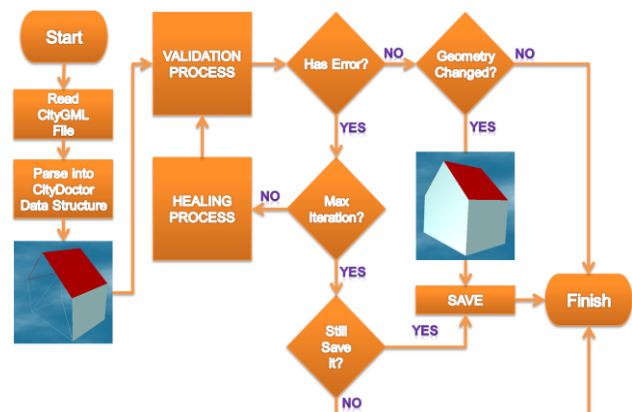 Start
Read
CityGML
File
Parse into
CityDoctor
Data Structure
VALIDATION
PROCESS
Has Error?
NO
Geometry
Changed?
NO
YES
YES
HEALING
PROCESS
NO
Max
Iteration?
YES
SAVE
Finish
Still
Save
It?
YES
NO